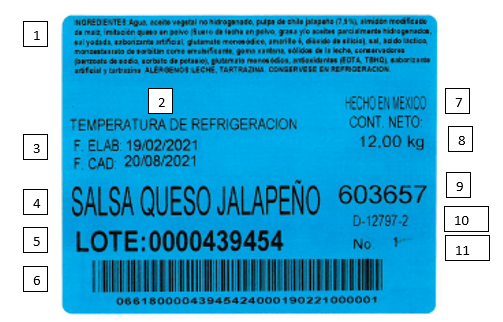 INGREDIENTES Agua, aceite vegetal no hidrogenado, pulpa de chile jalapeño (7,5%), almidón modificado
de maíz, imitación queso en polvo (suero de leche en polvo, grasa y/o aceites parcialmente hidrogenados,
sal yodada, saborizante artificial, glutamato monosódico, amarillo 6, dióxido de silicio), sal, ácido láctico,
monoestearato de sorbitán como emulsificante, goma xantana, sólidos de la leche, conservadores
(benzoato de sodio, sorbato de potasio), glutamato monosódico, antioxidantes (EDTA, TBHQ), saborizante
artificial y tartrazina ALÉRGENOS LECHE, TARTRAZINA. CONSERVESE EN REFRIGERACION.
1
2
HECHO EN MEXICO
7
TEMPERATURA DE REFRIGERACION
CONT. NETO:
3
F. ELAB: 19/02/2021
12,00 kg
8
F. CAD: 20/08/2021
4
SALSA QUESO JALAPEÑO
603657
9
D-12797-2
10
5
LOTE:0000439454
No. 1
11
6
0661800004394542400019022100​0001